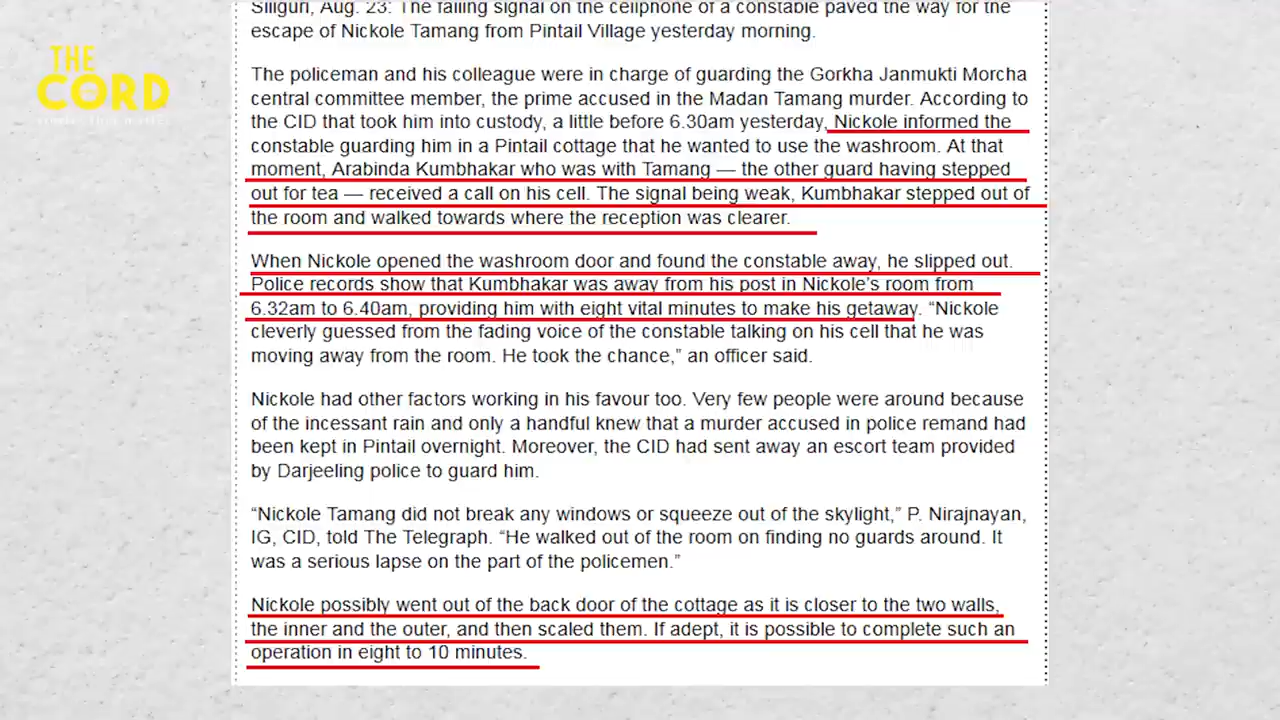 THE
CORD
Siliguri, Aug. 23: The failing signal on the cellphone of a constable paved the way for the
escape of Nickole Tamang from Pintail Village yesterday morning.
The policeman and his colleague were in charge of guarding the Gorkha Janmukti Morcha
central committee member, the prime accused in the Madan Tamang murder. According to
the CID that took him into custody, a little before 6.30am yesterday, Nickole informed the
constable guarding him in a Pintail cottage that he wanted to use the washroom. At that
moment, Arabinda Kumbhakar who was with Tamang — the other guard having stepped
out for tea — received a call on his cell. The signal being weak, Kumbhakar stepped out of
the room and walked towards where the reception was clearer.
When Nickole opened the washroom door and found the constable away, he slipped out.
Police records show that Kumbhakar was away from his post in Nickole's room from
6.32am to 6.40am, providing him with eight vital minutes to make his getaway. “Nickole
cleverly guessed from the fading voice of the constable talking on his cell that he was
moving away from the room. He took the chance,” an officer said.
Nickole had other factors working in his favour too. Very few people were around because
of the incessant rain and only a handful knew that a murder accused in police remand had
been kept in Pintail overnight. Moreover, the CID had sent away an escort team provided
by Darjeeling police to guard him.
“Nickole Tamang did not break any windows or squeeze out of the skylight,” P. Nirajnayan,
IG, CID, told The Telegraph. “He walked out of the room on finding no guards around. It
was a serious lapse on the part of the policemen.”
Nickole possibly went out of the back door of the cottage as it is closer to the two walls,
the inner and the outer, and then scaled them. If adept, it is possible to complete such an
operation in eight to 10 minutes.